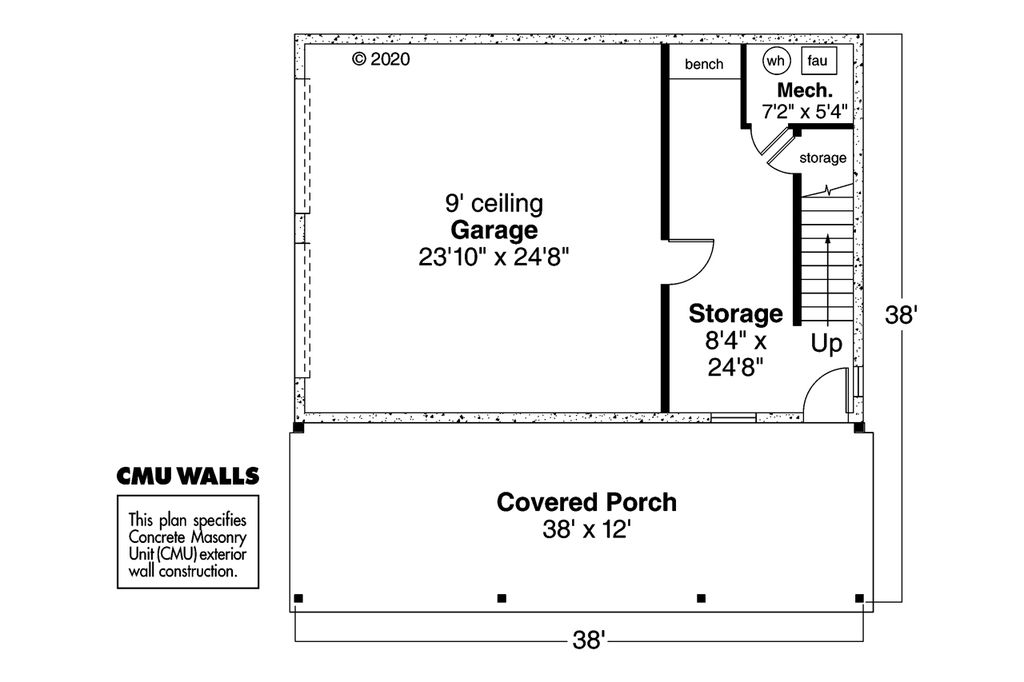 © 2020
bench
wh
fau
Mech.
7'2" x 5'4"
storage
9' ceiling
Garage
23'10" x 24'8"
Storage
8'4" x
24'8"
Up
38'
CMU WALLS
This plan specifies
Concrete Masonry
Unit (CMU) exterior
wall construction.
Covered Porch
38' x 12'
38'